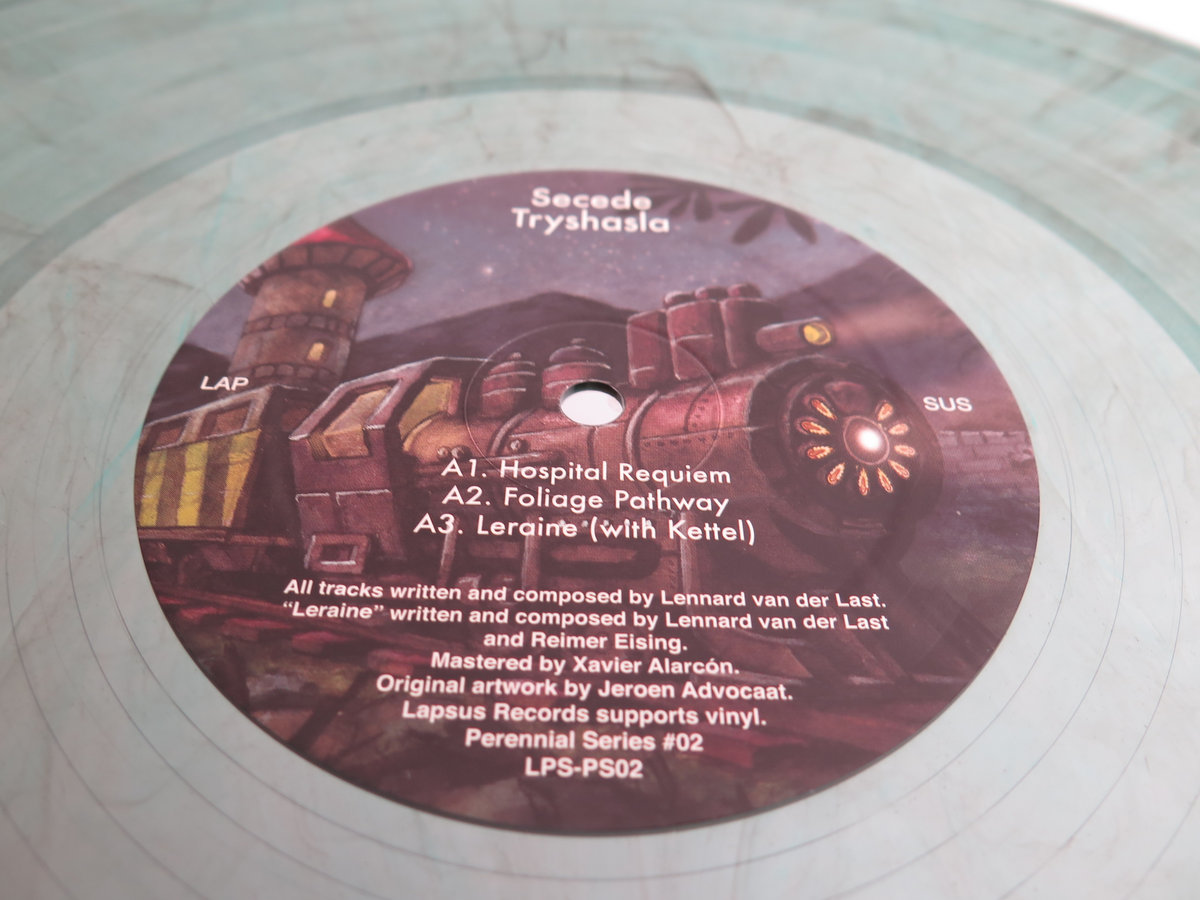 Secede
Tryshasla
LAP
SUS
A1. Hospital Requiem
A2. Foliage Pathway
A3. Leraine (with Kettel)
All tracks written and composed by Lennard van der Last.
“Leraine” written and composed by Lennard van der Last
and Reimer Eising.
Mastered by Xavier Alarcón.
Original artwork by Jeroen Advocaat.
Lapsus Records supports vinyl.
Perennial Series #02
LPS-PS02